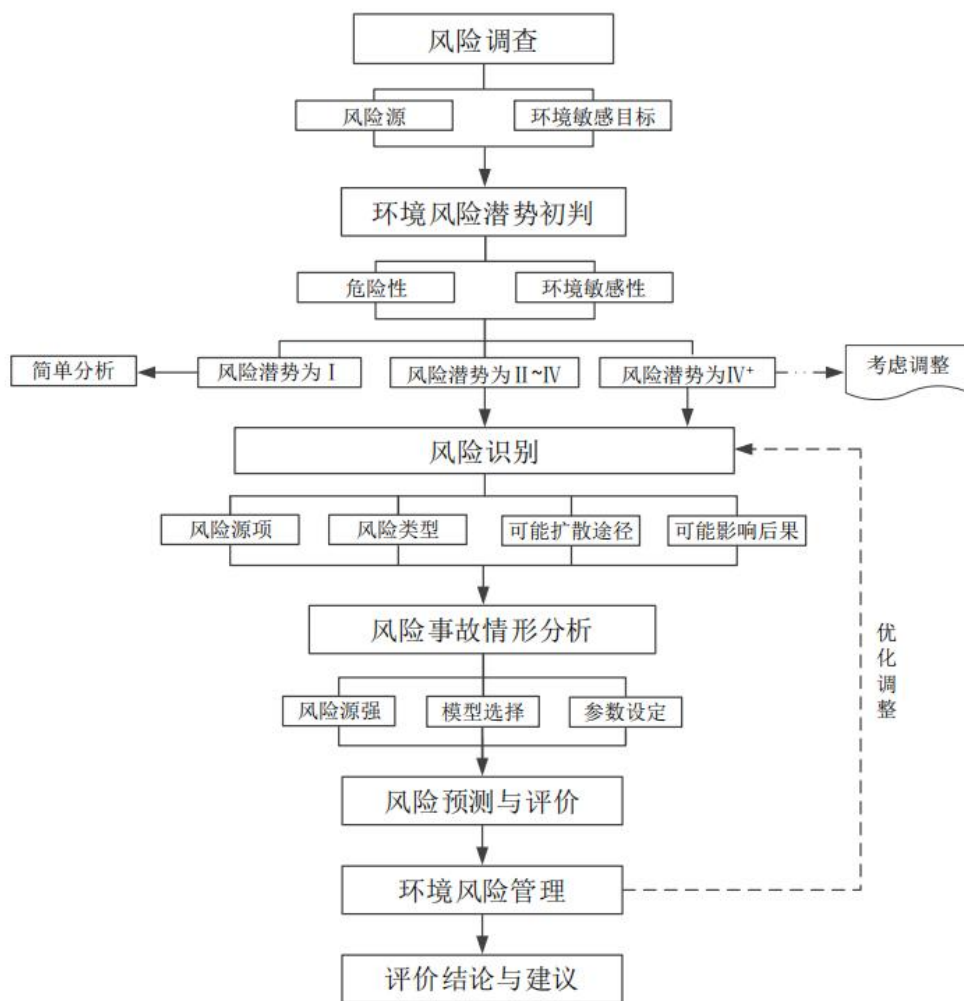 风险调查
风险源
环境敏感目标
环境风险潜势初判
危险性
环境敏感性
简单分析
风险潜势为Ⅰ
风险潜势为Ⅱ~Ⅳ
风险潜势为Ⅳ⁺
考虑调整
风险识别
风险源项
风险类型
可能扩散途径
可能影响后果
风险事故情形分析
风险源强
模型选择
参数设定
优化调整
风险预测与评价
环境风险管理
评价结论与建议